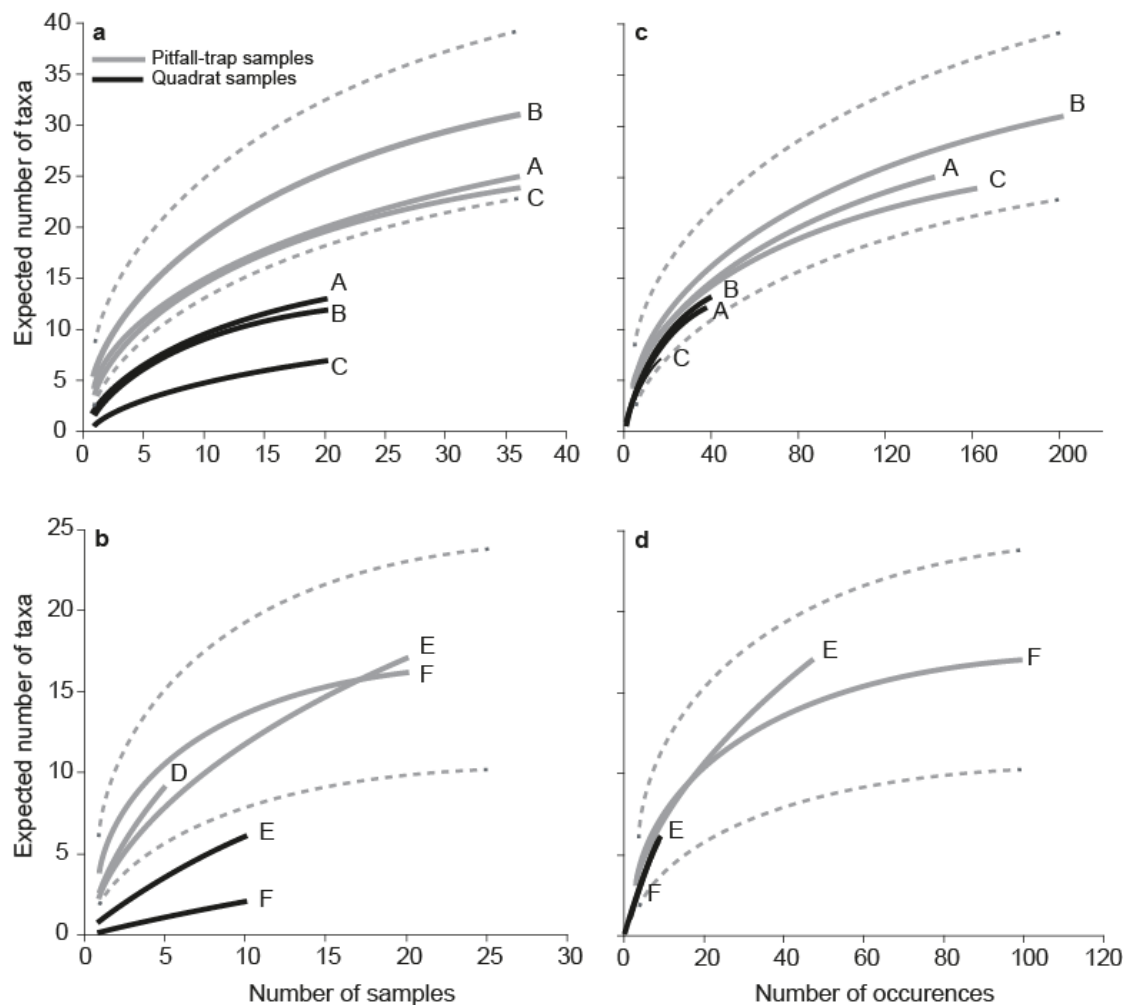 a
Pitfall-trap samples
Quadrat samples
Expected number of taxa
40
35
30
25
20
15
10
5
0
B
A
C
A
B
C
0 5 10 15 20 25 30 35 40
c
B
A
C
B
A
C
0 40 80 120 160 200
b
Expected number of taxa
25
20
15
10
5
0
E
F
D
E
F
0 5 10 15 20 25 30
Number of samples
d
E
F
E
F
0 20 40 60 80 100 120
Number of occurences